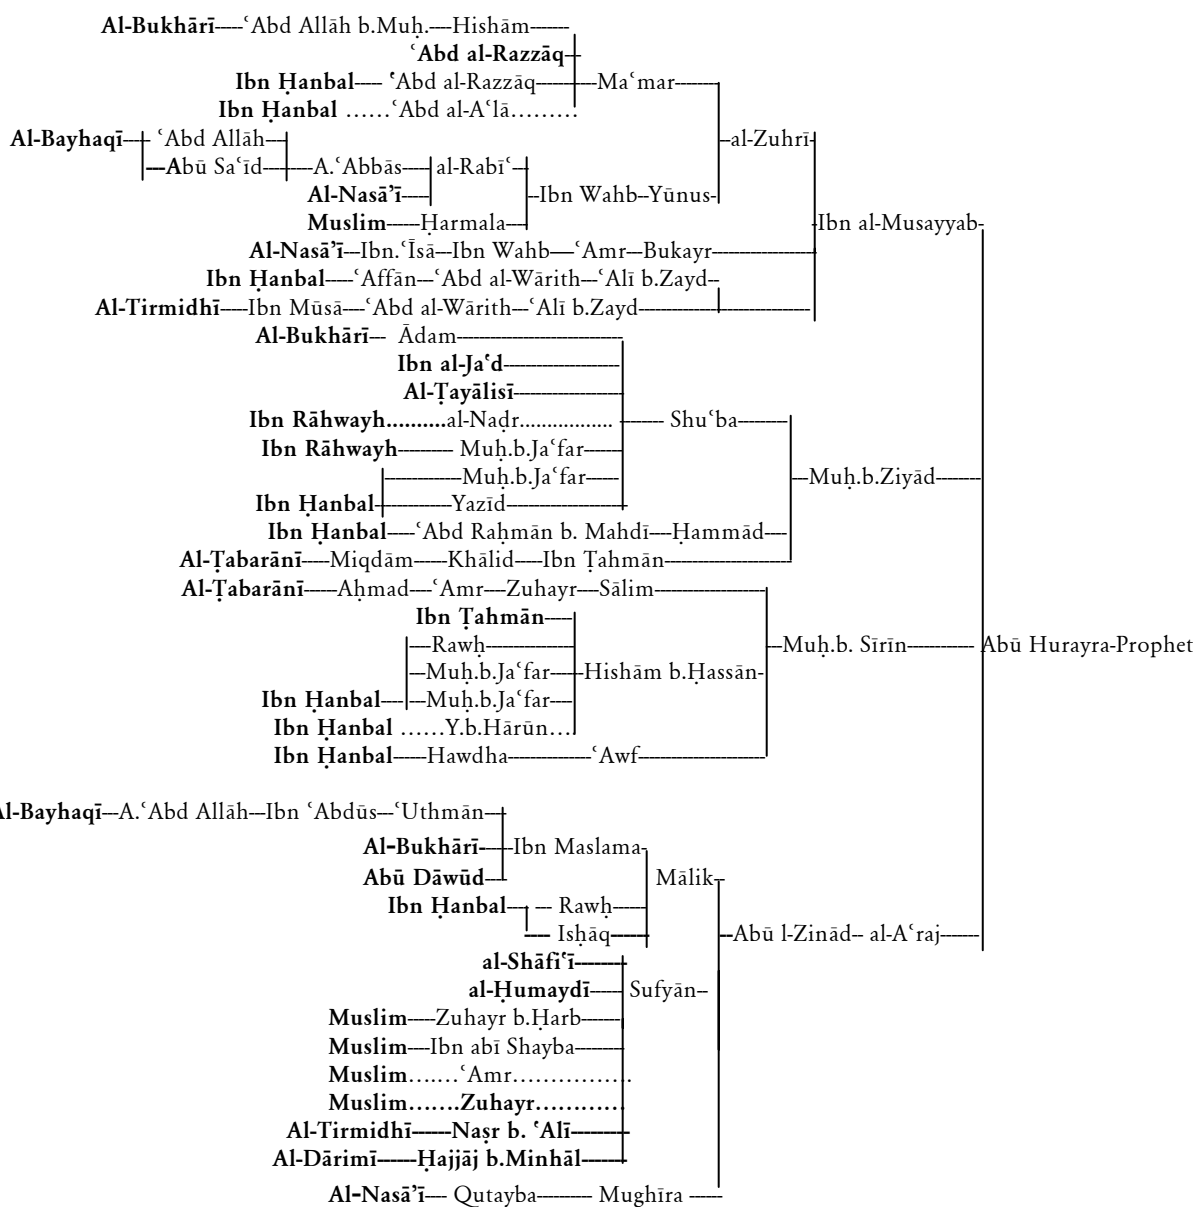 Al-Bukhārī-----ʿAbd Allāh b.Muḥ.----Hishām-------
ʿAbd al-Razzāq--
Ibn Ḥanbal----- ʿAbd al-Razzāq--------------Maʿmar--------
Ibn Ḥanbal ……ʿAbd al-Aʿlā………
Al-Bayhaqī---- ʿAbd Allāh---- --al-Zuhrī-
---Abū Saʿīd----------A.ʿAbbās-----al-Rabīʿ---
Al-Nasā’ī----- --Ibn Wahb--Yūnus-
Muslim------Ḥarmala---- -Ibn al-Musayyab-
Al-Nasā’ī---Ibn.ʿĪsā---Ibn Wahb----ʿAmr---Bukayr-------------------
Ibn Ḥanbal-----ʿAffān---ʿAbd al-Wārith---ʿAlī b.Zayd--
Al-Tirmidhī-----Ibn Mūsā----ʿAbd al-Wārith---ʿAlī b.Zayd-------------------------------
Al-Bukhārī--- Ādam------------------------------
Ibn al-Jaʿd---------------------
Al-Ṭayālisī--------------------
Ibn Rāhwayh..........al-Naḍr................. -------- Shuʿba---------
Ibn Rāhwayh---------- Muḥ.b.Jaʿfar-------
--------------Muḥ.b.Jaʿfar------ ---Muḥ.b.Ziyād--------
Ibn Ḥanbal-------------- Yazīd----------------------
Ibn Ḥanbal-----ʿAbd Raḥmān b. Mahdī---Ḥammād----
Al-Ṭabarānī-----Miqdām------Khālid----Ibn Ṭahmān-----------------------
Al-Ṭabarānī------Aḥmad----ʿAmr---Zuhayr----Sālim--------------------
Ibn Ṭahmān-----
----Rawḥ---------------- ---Muḥ.b. Sīrīn------------ Abū Hurayra-Prophet
---Muḥ.b.Jaʿfar------Hishām b.Ḥassān-
Ibn Ḥanbal---- ---Muḥ.b.Jaʿfar----
Ibn Ḥanbal ……Y.b.Hārūn…
Ibn Ḥanbal------Hawdha---------------ʿAwf-----------------------
Al-Bayhaqī---A.ʿAbd Allāh---Ibn ʿAbdūs---ʿUthmān---
Al-Bukhārī------Ibn Maslama-
Abū Dāwūd---- Mālik--
Ibn Ḥanbal---- --- Rawḥ------
---- Isḥāq------- --Abū l-Zinād-- al-Aʿraj-------
al-Shāfiʿī--------
al-Ḥumaydī------ Sufyān--
Muslim-----Zuhayr b.Ḥarb-------
Muslim----Ibn abī Shayba---------
Muslim…….ʿAmr……………
Muslim…….Zuhayr…………
Al-Tirmidhī------Naṣr b. ʿAlī---------
Al-Dārimī------Ḥajjāj b.Minhāl-------
Al-Nasā’ī---- Qutayba---------- Mughīra ------